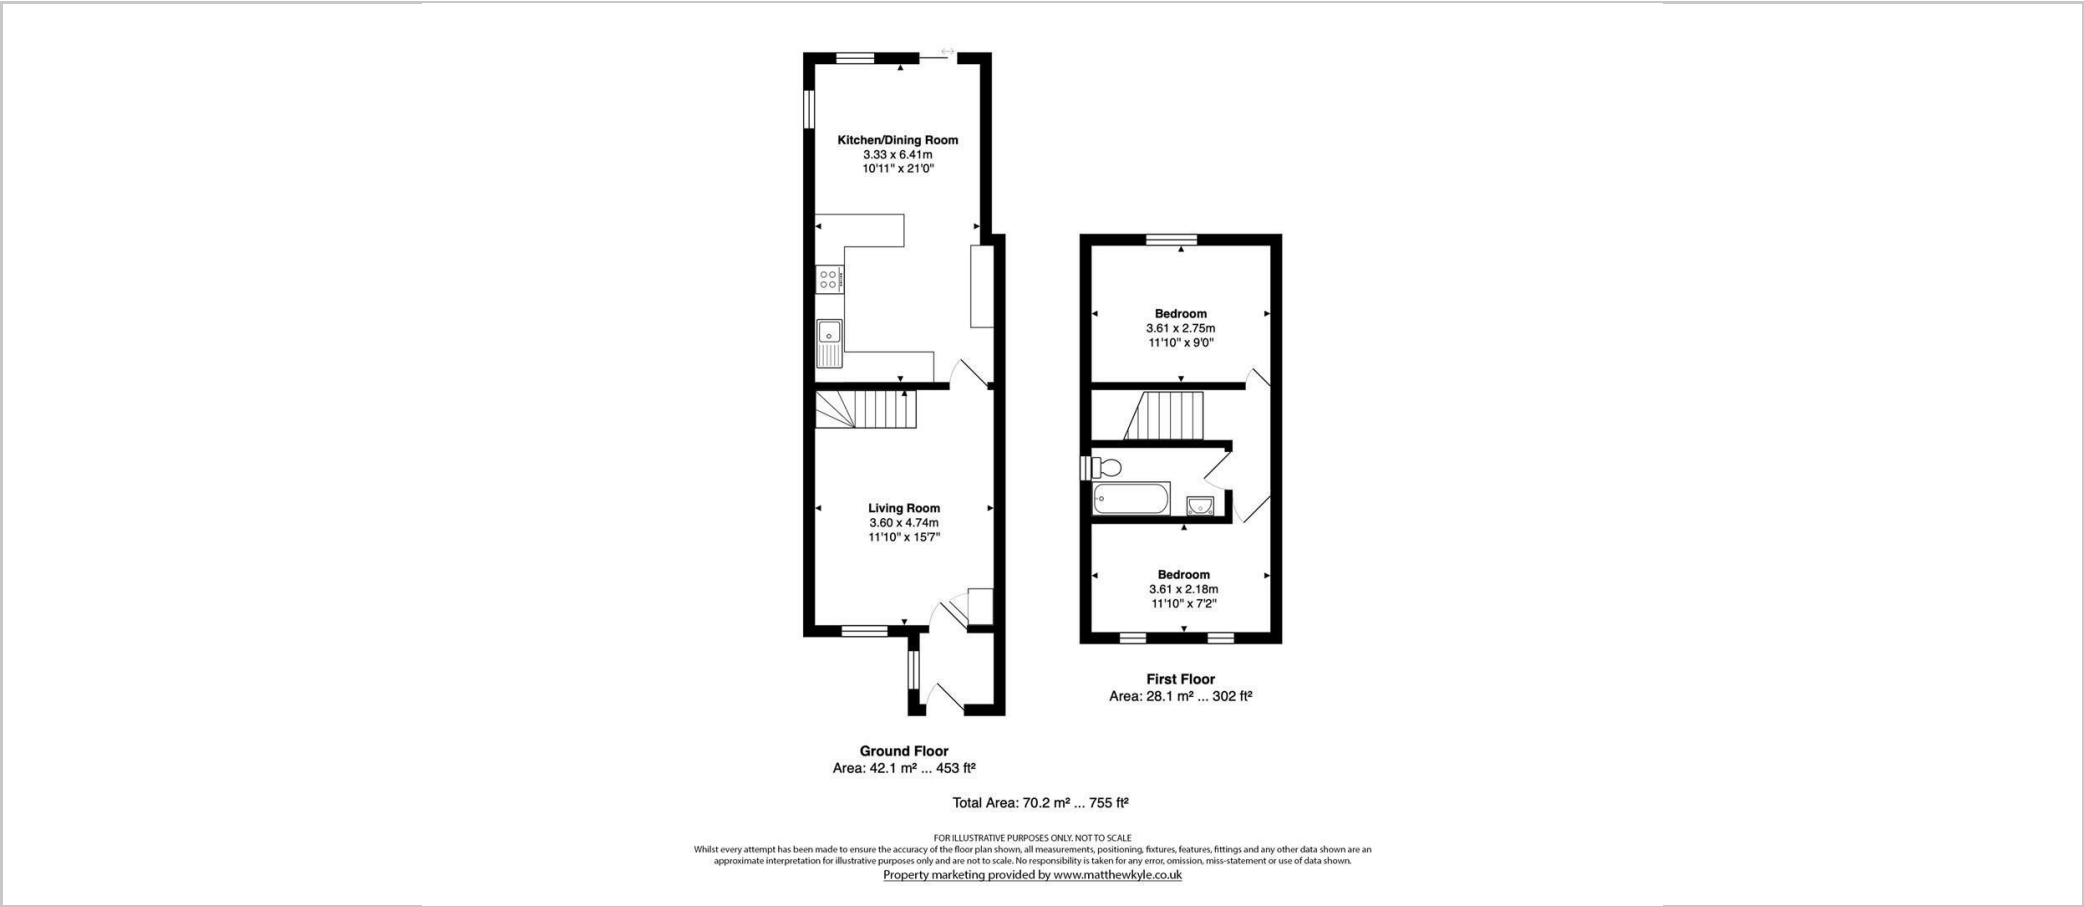 Kitchen/Dining Room
3.33 x 6.41m
10'11" x 21'0"
Living Room
3.60 x 4.74m
11'10" x 15'7"
Ground Floor
Area: 42.1 m² ... 453 ft²
Bedroom
3.61 x 2.75m
11'10" x 9'0"
Bedroom
3.61 x 2.18m
11'10" x 7'2"
First Floor
Area: 28.1 m² ... 302 ft²
Total Area: 70.2 m² ... 755 ft²
FOR ILLUSTRATIVE PURPOSES ONLY. NOT TO SCALE
Whilst every attempt has been made to ensure the accuracy of the floor plan shown, all measurements, positioning, fixtures, features, fittings and any other data shown are an
approximate interpretation for illustrative purposes only and are not to scale. No responsibility is taken for any error, omission, miss-statement or use of data shown.
Property marketing provided by www.matthewkyle.co.uk